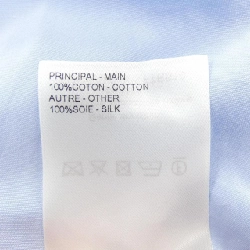 PRINCIPAL - MAIN
100%COTON - COTTON
AUTRE - OTHER
100%SOIE - SILK